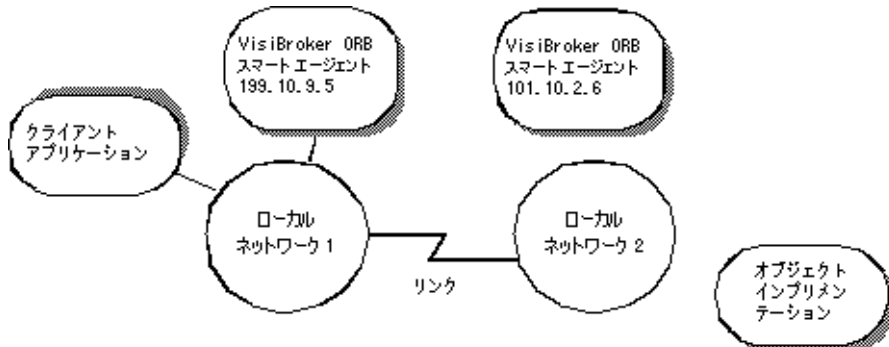 VisiBroker ORB
スマートエージェント
199.10.9.5
VisiBroker ORB
スマートエージェント
101.10.2.6
クライアント
アプリケーション
ローカル
ネットワーク 1
ローカル
ネットワーク 2
リンク
オブジェクト
インプリメン
テーション